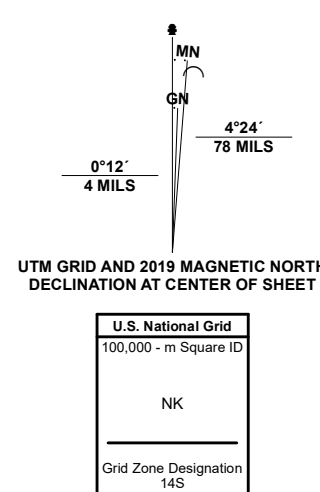 MN
GN
4°24´
78 MILS
0°12´
4 MILS
UTM GRID AND 2019 MAGNETIC NORTH
DECLINATION AT CENTER OF SHEET
U.S. National Grid
100,000 - m Square ID
NK
Grid Zone Designation
14S